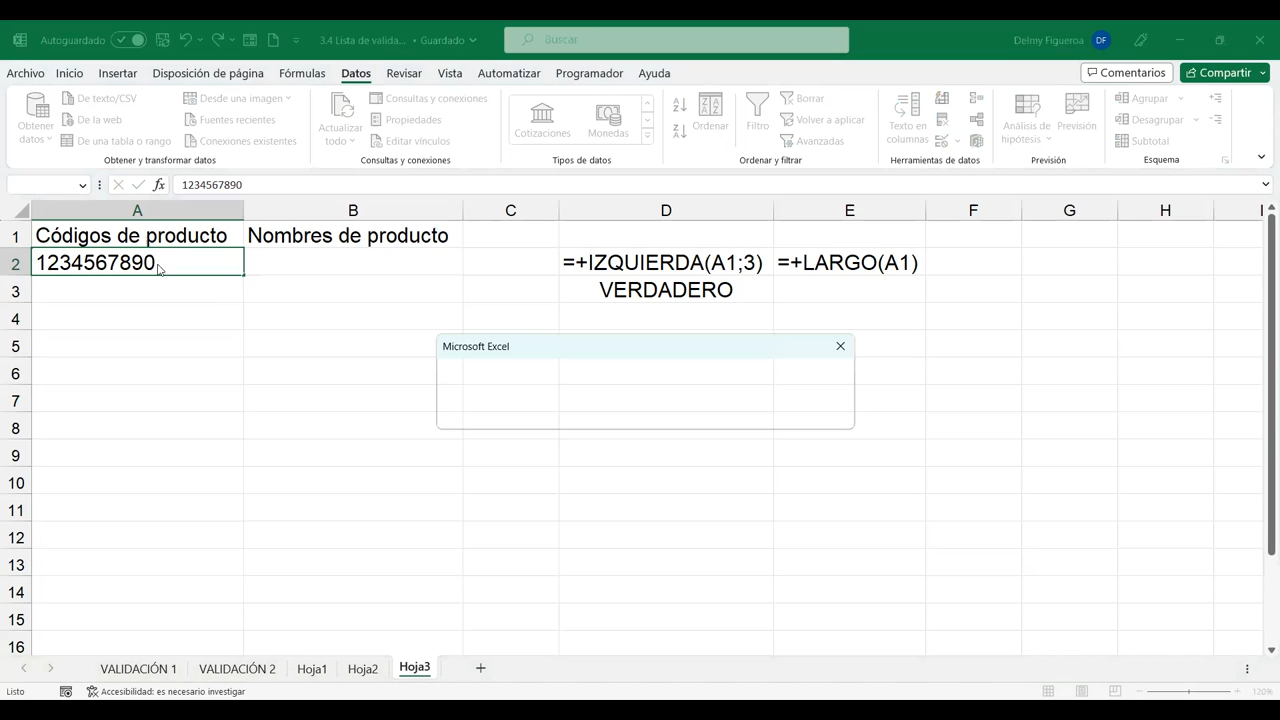 Autoguardado
3.4 Lista de valida... • Guardado
Buscar
Delmy Figueroa
DF
Archivo
Inicio
Insertar
Disposición de página
Fórmulas
Datos
Revisar
Vista
Automatizar
Programador
Ayuda
Comentarios
Compartir
Obtener datos
De texto/CSV
De la web
De una tabla o rango
Desde una imagen
Fuentes recientes
Conexiones existentes
Obtener y transformar datos
Actualizar todo
Consultas y conexiones
Propiedades
Editar vínculos
Consultas y conexiones
Cotizaciones
Monedas
Tipos de datos
Ordenar
Filtro
Borrar
Volver a aplicar
Avanzadas
Ordenar y filtrar
Texto en columnas
Herramientas de datos
Análisis de hipótesis
Previsión
Previsión
Agrupar
Desagrupar
Subtotal
Esquema
fx
1234567890
A B C D E F G H I
1 Códigos de producto Nombres de producto
2 1234567890 =+IZQUIERDA(A1;3) =+LARGO(A1)
3 VERDADERO
4
5
6
7
8
9
10
11
12
13
14
15
16
Microsoft Excel
VALIDACIÓN 1
VALIDACIÓN 2
Hoja1
Hoja2
Hoja3
Listo
Accesibilidad: es necesario investigar
120%